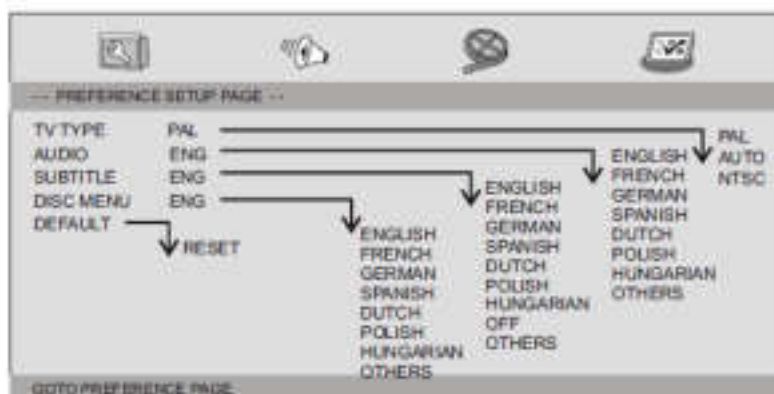 -- PREFERENCE SETUP PAGE --
TV TYPE PAL
AUDIO ENG
SUBTITLE ENG
DISC MENU ENG
DEFAULT
RESET
ENGLISH
FRENCH
GERMAN
SPANISH
DUTCH
POLISH
HUNGARIAN
OTHERS
ENGLISH
FRENCH
GERMAN
SPANISH
DUTCH
POLISH
HUNGARIAN
OFF
OTHERS
ENGLISH
FRENCH
GERMAN
SPANISH
DUTCH
POLISH
HUNGARIAN
OTHERS
PAL
AUTO
NTSC
GOTO PREFERENCE PAGE